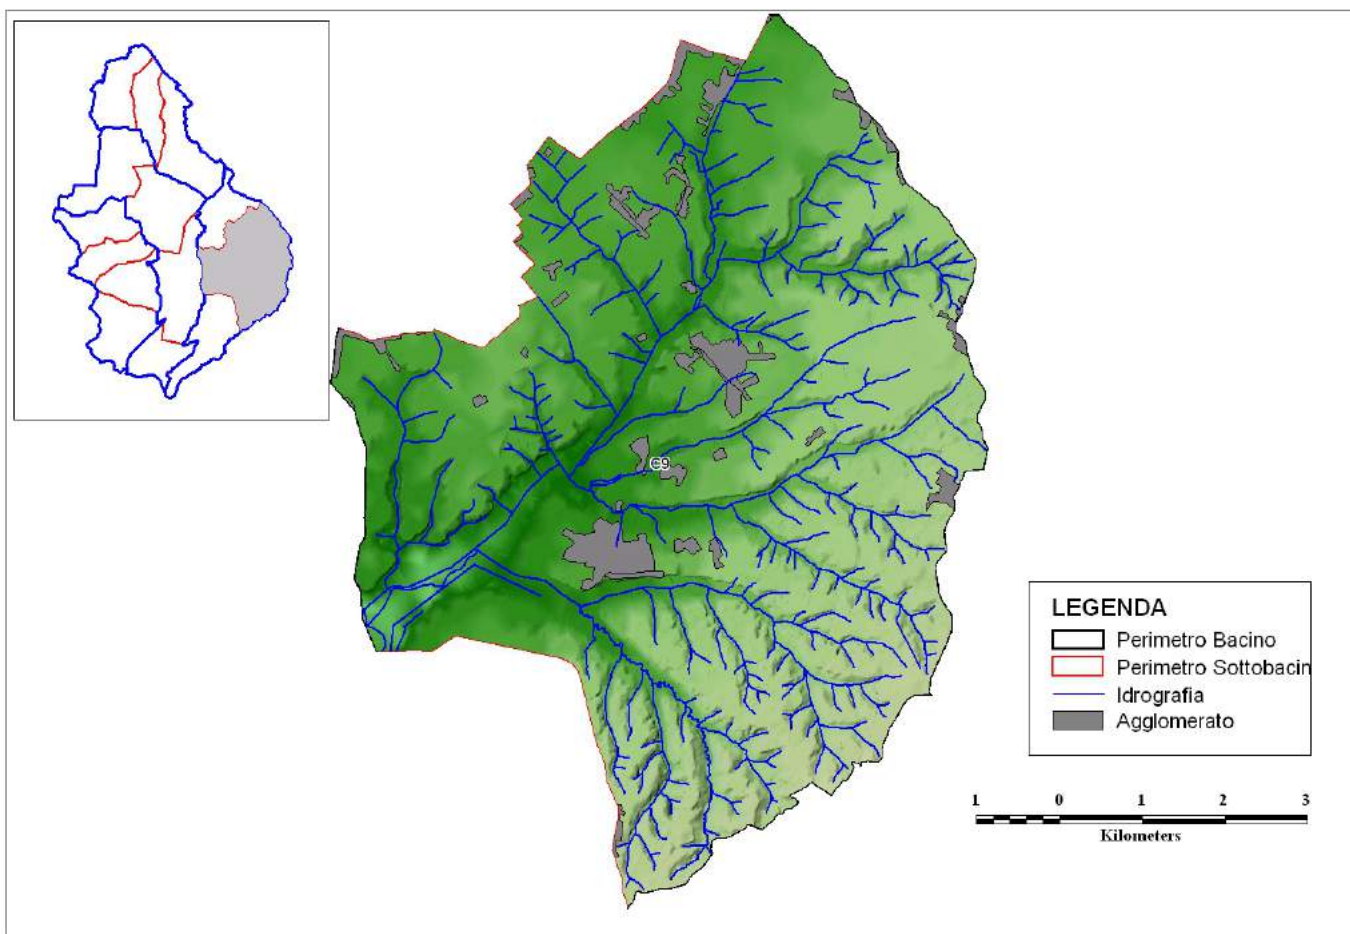 C9
LEGENDA
Perimetro Bacino
Perimetro Sottobacin
Idrografia
Agglomerato
1 0 1 2 3
Kilometers